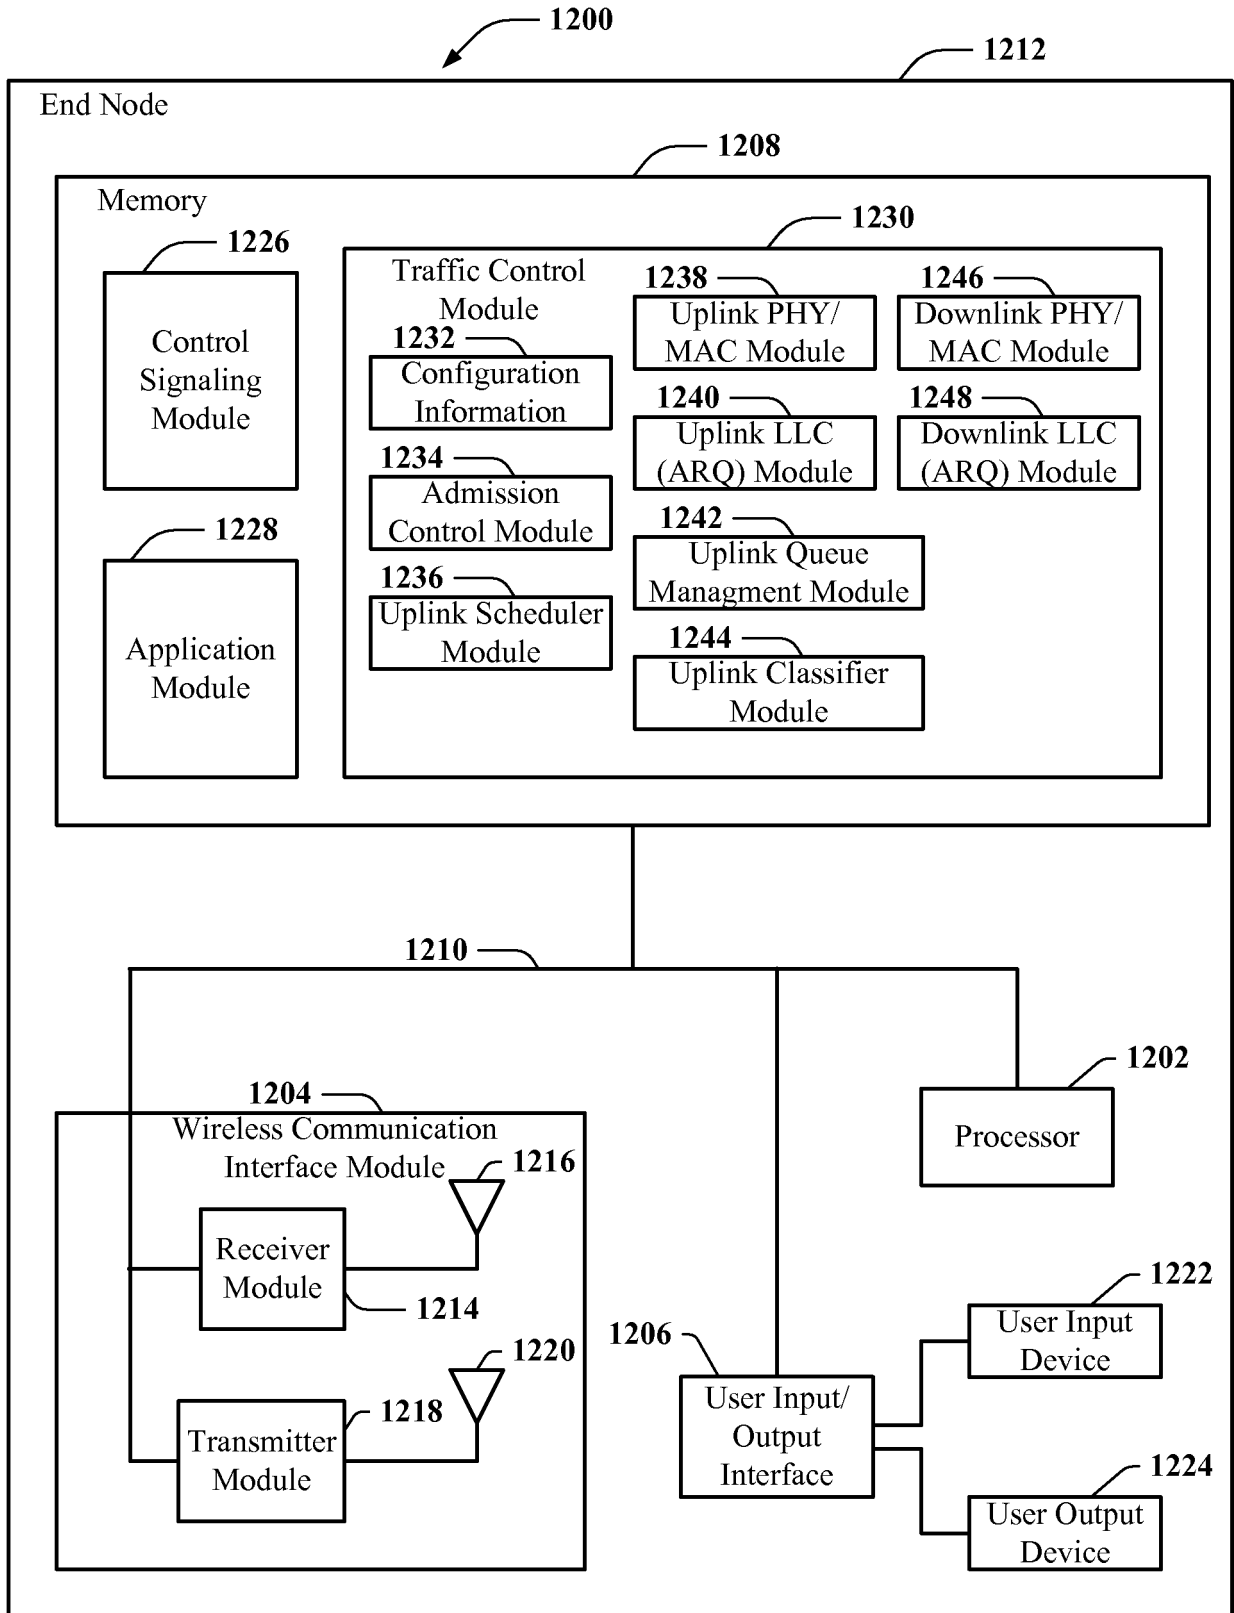 1200
1212
End Node
1208
Memory
1226
Control
Signaling
Module
1228
Application
Module
1230
Traffic Control
Module
1232
Configuration
Information
1234
Admission
Control Module
1236
Uplink Scheduler
Module
1238
Uplink PHY/
MAC Module
1240
Uplink LLC
(ARQ) Module
1242
Uplink Queue
Managment Module
1244
Uplink Classifier
Module
1246
Downlink PHY/
MAC Module
1248
Downlink LLC
(ARQ) Module
1210
1204
Wireless Communication
Interface Module
1216
Receiver
Module
1214
1220
1218
Transmitter
Module
1202
Processor
1206
User Input/
Output
Interface
1222
User Input
Device
1224
User Output
Device